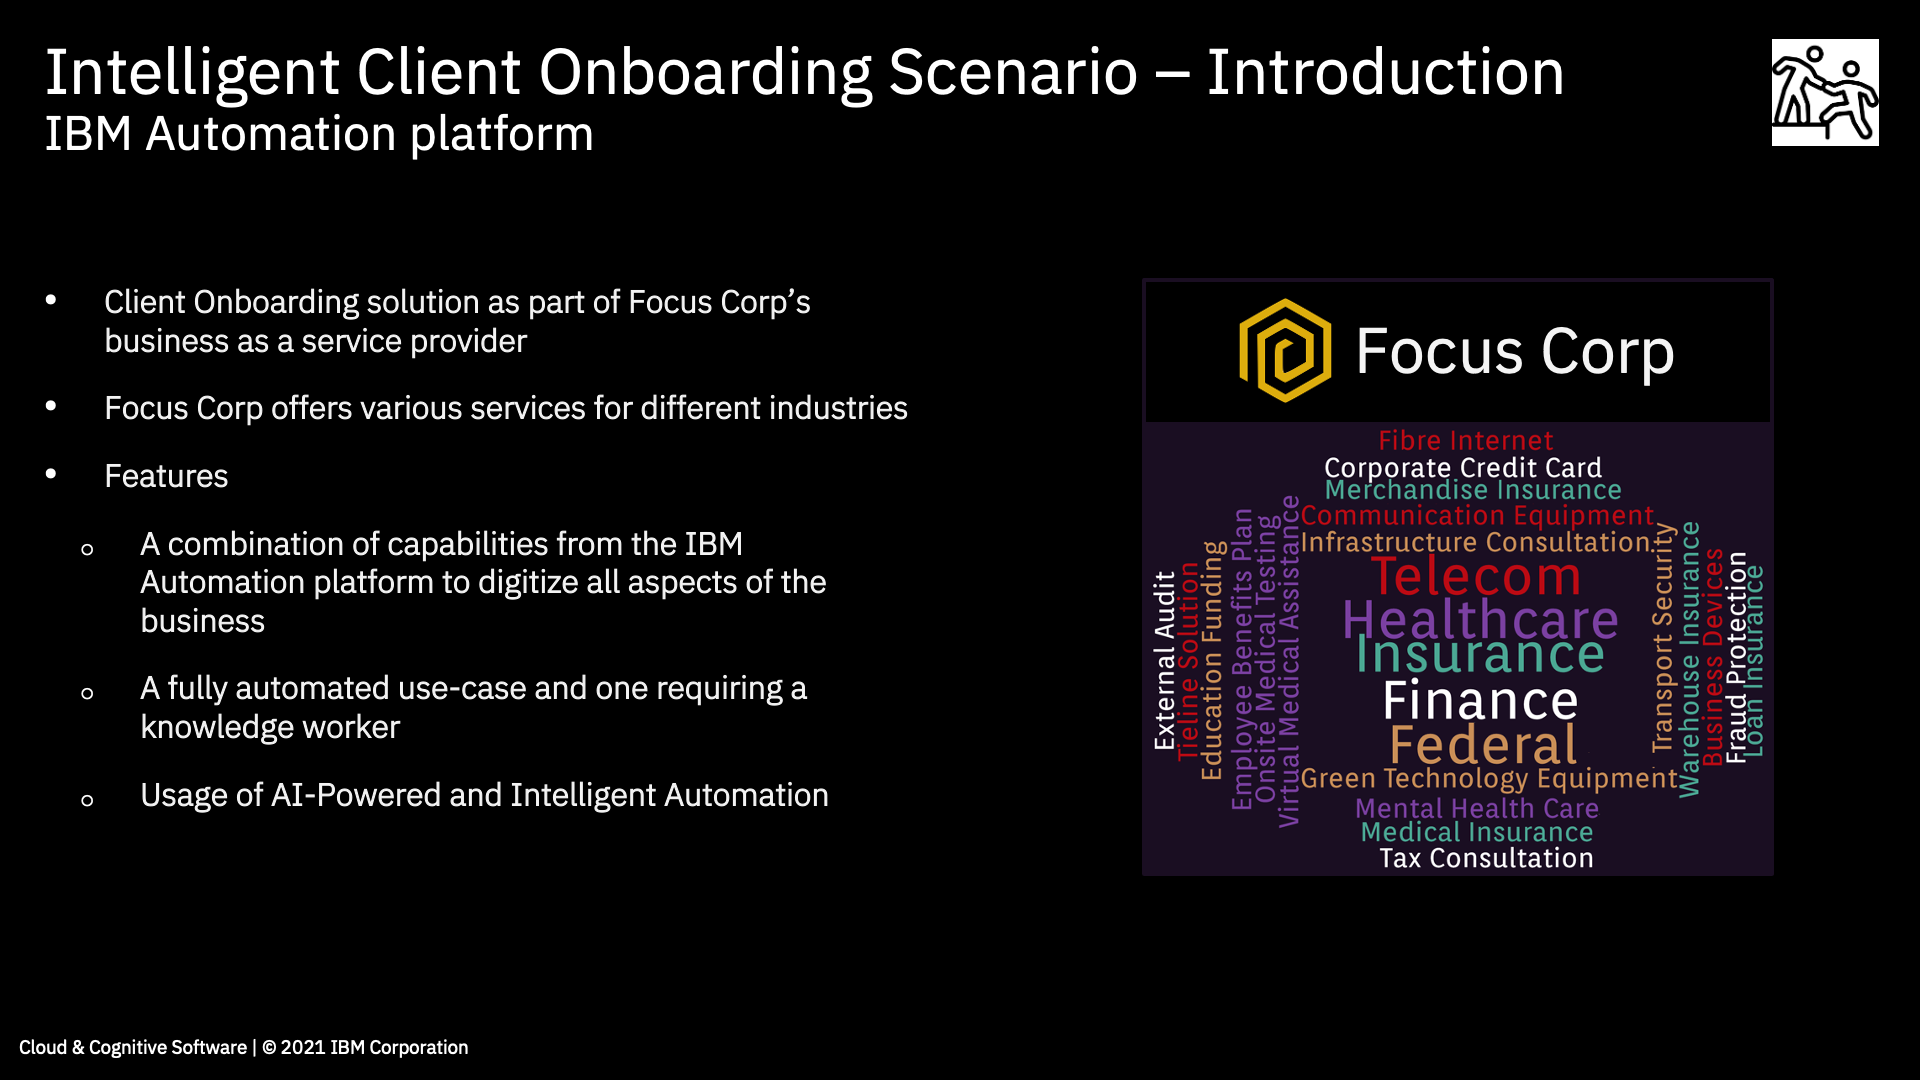 Intelligent Client Onboarding Scenario – Introduction
IBM Automation platform
• Client Onboarding solution as part of Focus Corp’s
business as a service provider
• Focus Corp offers various services for different industries
• Features
o A combination of capabilities from the IBM
Automation platform to digitize all aspects of the
business
o A fully automated use-case and one requiring a
knowledge worker
o Usage of AI-Powered and Intelligent Automation
Focus Corp
Fibre Internet
Corporate Credit Card
Merchandise Insurance
Communication Equipment
Infrastructure Consultation
Telecom
Healthcare
Insurance
Finance
Federal
Green Technology Equipment
Mental Health Care
Medical Insurance
Tax Consultation
External Audit
Tieline Solution
Education Funding
Employee Benefits Plan
Onsite Medical Testing
Virtual Medical Assistance
Transport Security
Warehouse Insurance
Business Devices
Fraud Protection
Loan Insurance
Cloud & Cognitive Software | © 2021 IBM Corporation